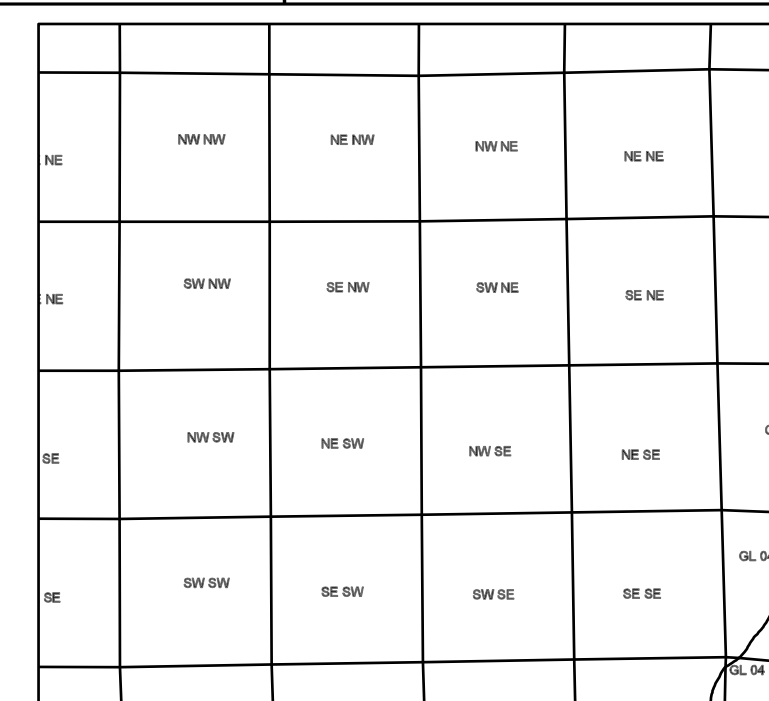 NW NW
NE NW
NW NE
NE NE
NE
SW NW
SE NW
SW NE
SE NE
NE
NW SW
NE SW
NW SE
NE SE
SE
GL 04
SW SW
SE SW
SW SE
SE SE
SE
GL 04